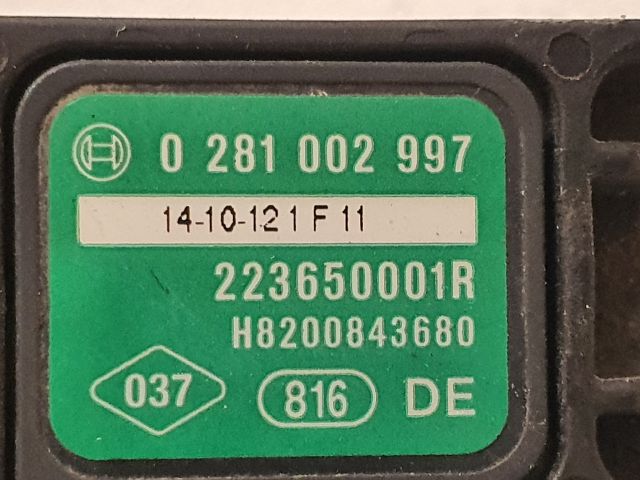 0 281 002 997
14-10-12 1 F 11
223650001R
H8200843680
037 816 DE